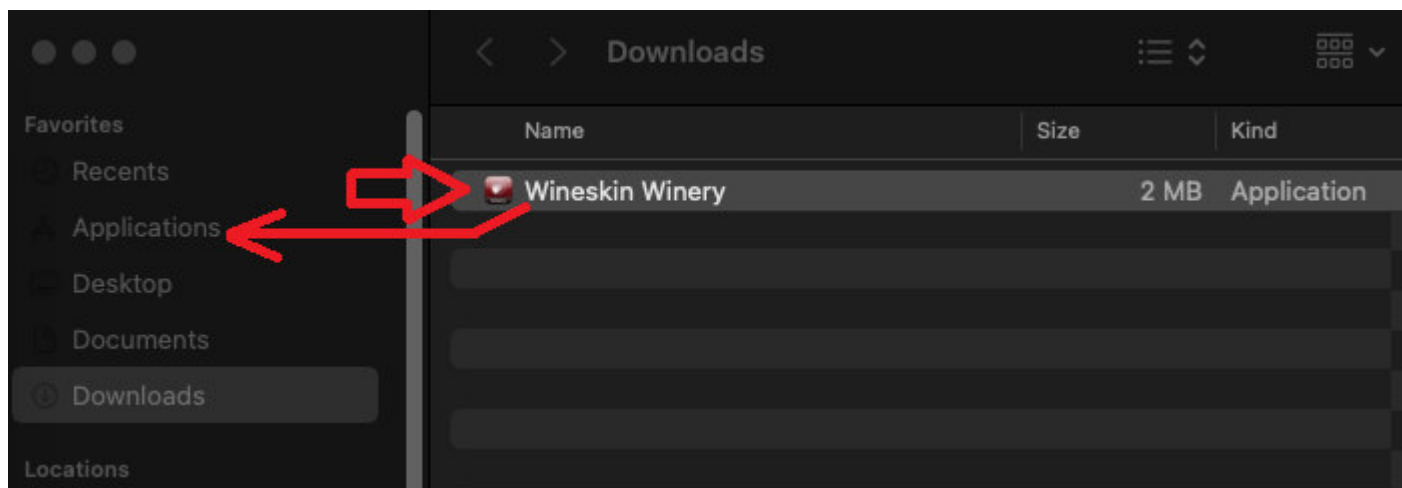 Downloads
Favorites
Name Size Kind
Recents
Wineskin Winery 2 MB Application
Applications
Desktop
Documents
Downloads
Locations